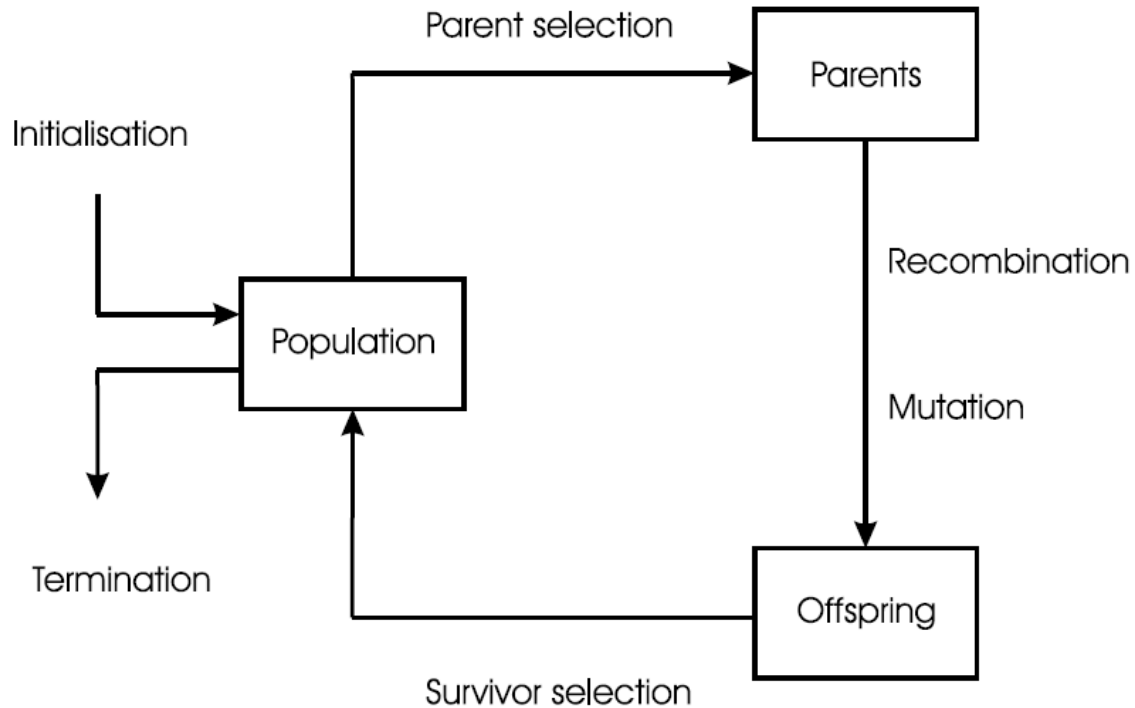 Parent selection
Parents
Initialisation
Recombination
Population
Mutation
Termination
Offspring
Survivor selection